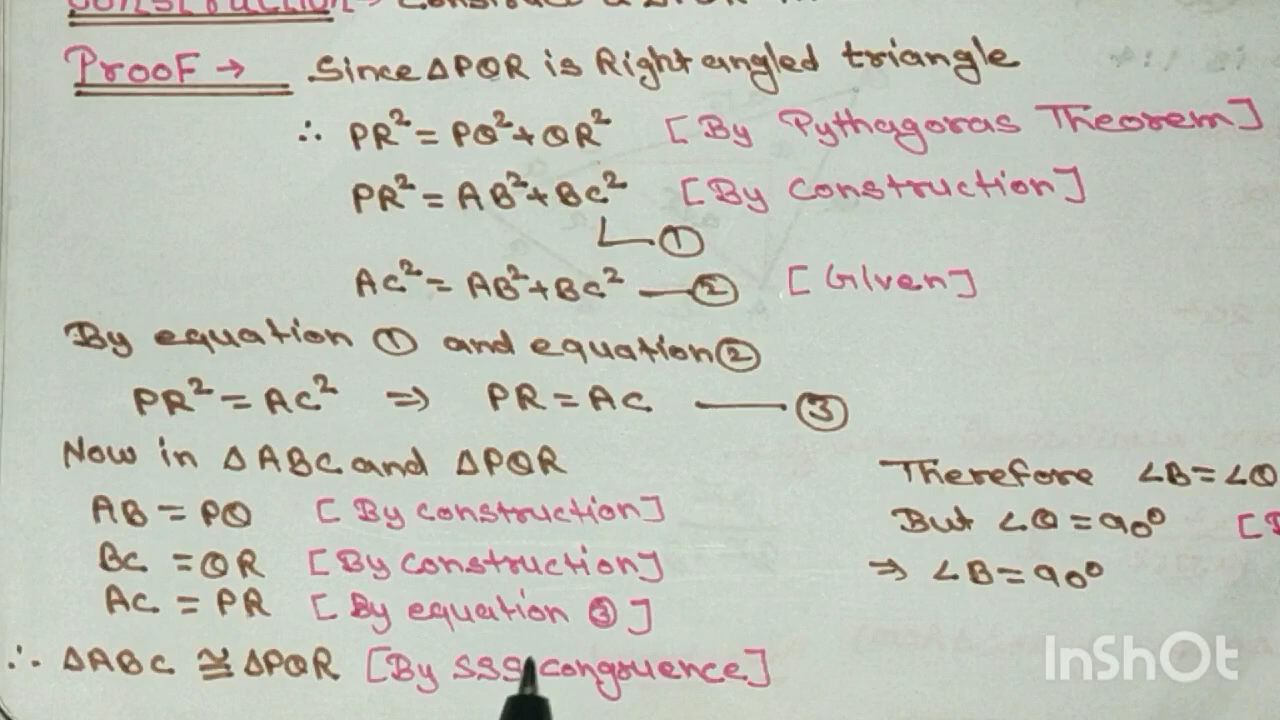 Proof → Since ΔPQR is Right angled triangle
∴ PR² = PQ² + QR² [By Pythagoras Theorem]
PR² = AB² + BC² [By Construction]
①
AC² = AB² + BC² — ② [Given]
By equation ① and equation ②
PR² = AC² ⇒ PR = AC — ③
Now in ΔABC and ΔPQR
AB = PQ [By construction]
BC = QR [By construction]
AC = PR [By equation ③]
∴ ΔABC ≅ ΔPQR [By SSS congruence]
Therefore ∠B = ∠Q
But ∠Q = 90° [
⇒ ∠B = 90°
InShOt